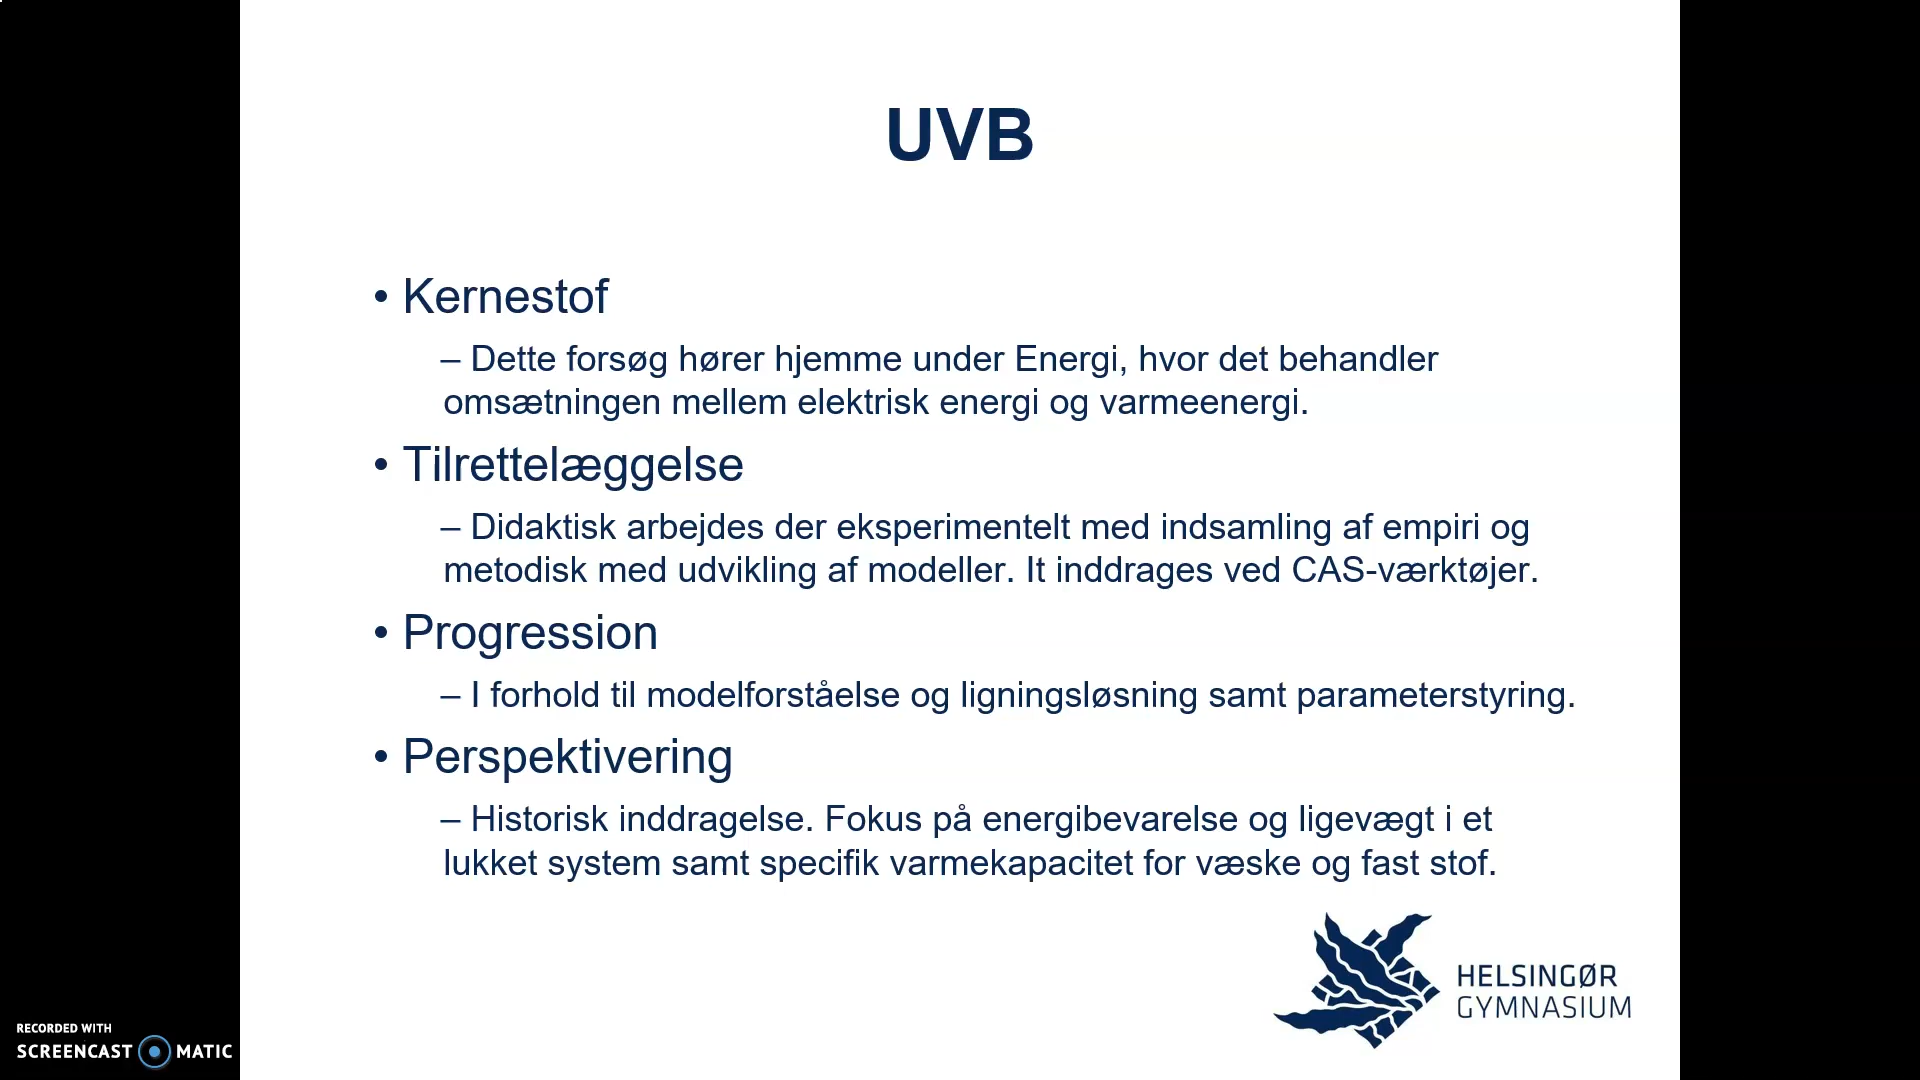 UVB
• Kernestof
– Dette forsøg hører hjemme under Energi, hvor det behandler
omsætningen mellem elektrisk energi og varmeenergi.
• Tilrettelæggelse
– Didaktisk arbejdes der eksperimentelt med indsamling af empiri og
metodisk med udvikling af modeller. It inddrages ved CAS-værktøjer.
• Progression
– I forhold til modelforståelse og ligningsløsning samt parameterstyring.
• Perspektivering
– Historisk inddragelse. Fokus på energibevarelse og ligevægt i et
lukket system samt specifik varmekapacitet for væske og fast stof.
HELSINGØR
GYMNASIUM
RECORDED WITH
SCREENCAST MATIC